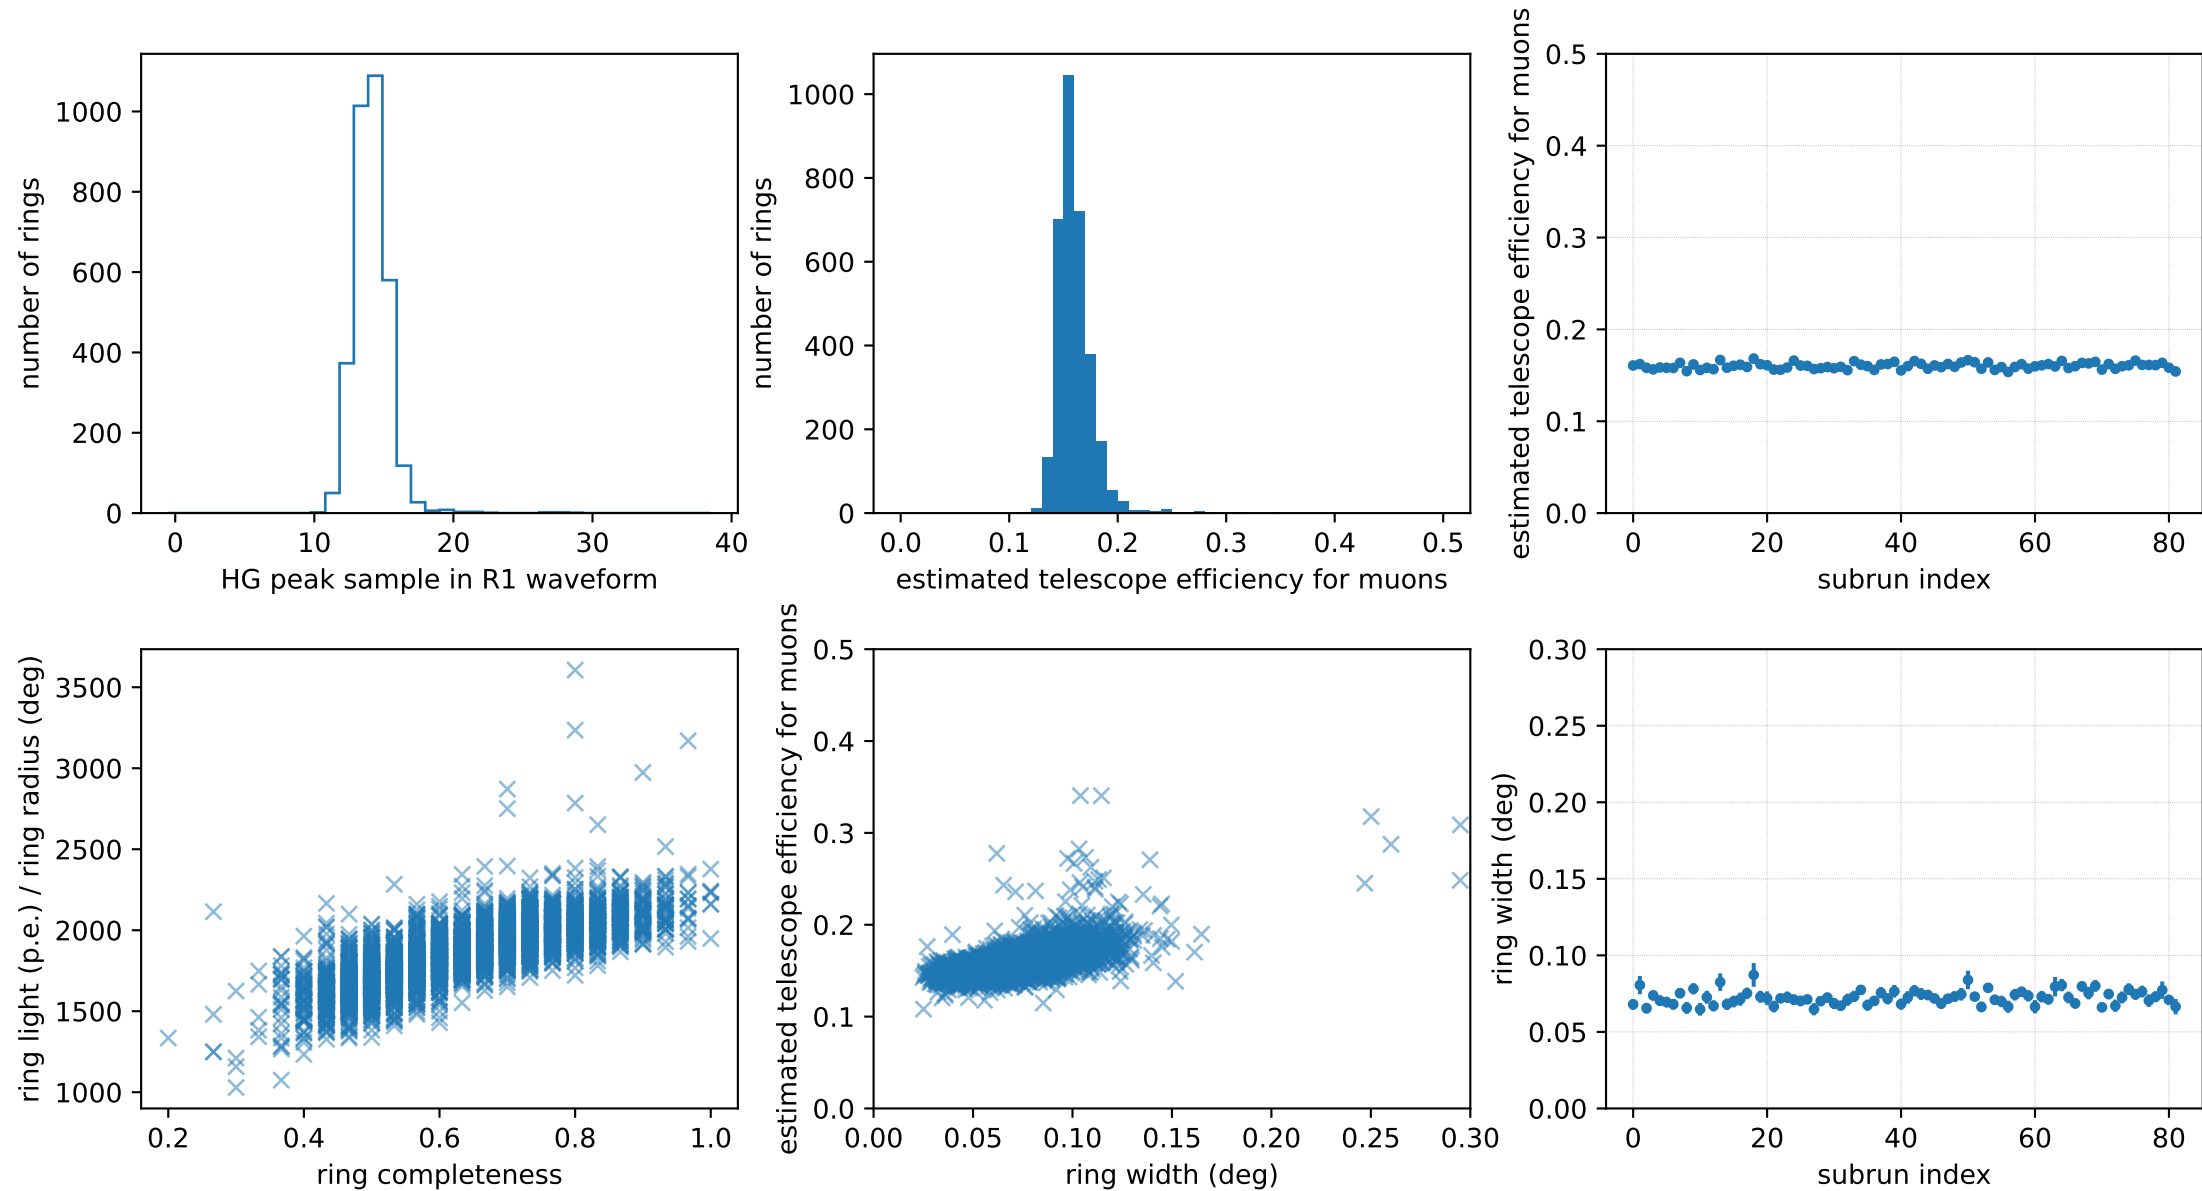 number of rings
1000
800
600
400
200
0
0 10 20 30 40
HG peak sample in R1 waveform
number of rings
1000
800
600
400
200
0
0.0 0.1 0.2 0.3 0.4 0.5
estimated telescope efficiency for muons
estimated telescope efficiency for muons
0.5
0.4
0.3
0.2
0.1
0.0
0 20 40 60 80
subrun index
ring light (p.e.) / ring radius (deg)
3500
3000
2500
2000
1500
1000
0.2 0.4 0.6 0.8 1.0
ring completeness
estimated telescope efficiency for muons
0.5
0.4
0.3
0.2
0.1
0.0
0.00 0.05 0.10 0.15 0.20 0.25 0.30
ring width (deg)
ring width (deg)
0.30
0.25
0.20
0.15
0.10
0.05
0.00
0 20 40 60 80
subrun index